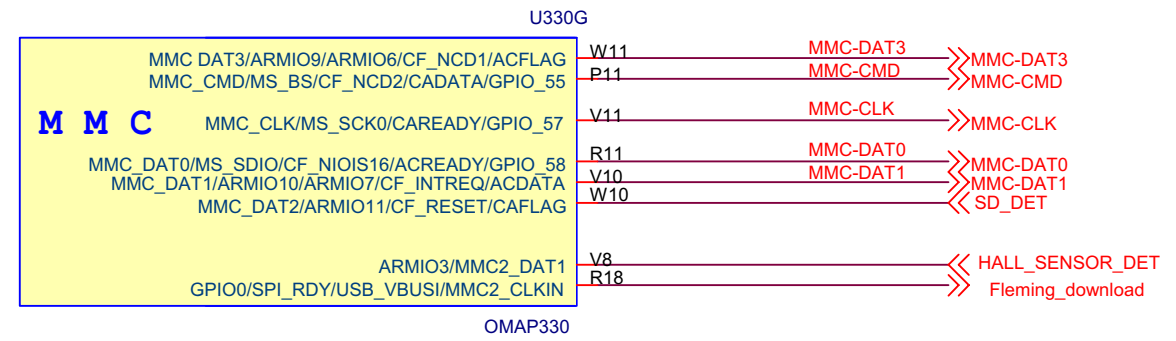 U330G
MMC DAT3/ARMIO9/ARMIO6/CF_NCD1/ACFLAG W11 MMC-DAT3 MMC-DAT3
MMC_CMD/MS_BS/CF_NCD2/CADATA/GPIO_55 P11 MMC-CMD MMC-CMD
M M C MMC_CLK/MS_SCK0/CAREADY/GPIO_57 V11 MMC-CLK MMC-CLK
MMC_DAT0/MS_SDIO/CF_NIOIS16/ACREADY/GPIO_58 R11 MMC-DAT0 MMC-DAT0
MMC_DAT1/ARMIO10/ARMIO7/CF_INTREQ/ACDATA V10 MMC-DAT1 MMC-DAT1
MMC_DAT2/ARMIO11/CF_RESET/CAFLAG W10 SD_DET
ARMIO3/MMC2_DAT1 V8 HALL_SENSOR_DET
GPIO0/SPI_RDY/USB_VBUSI/MMC2_CLKIN R18 Fleming_download
OMAP330